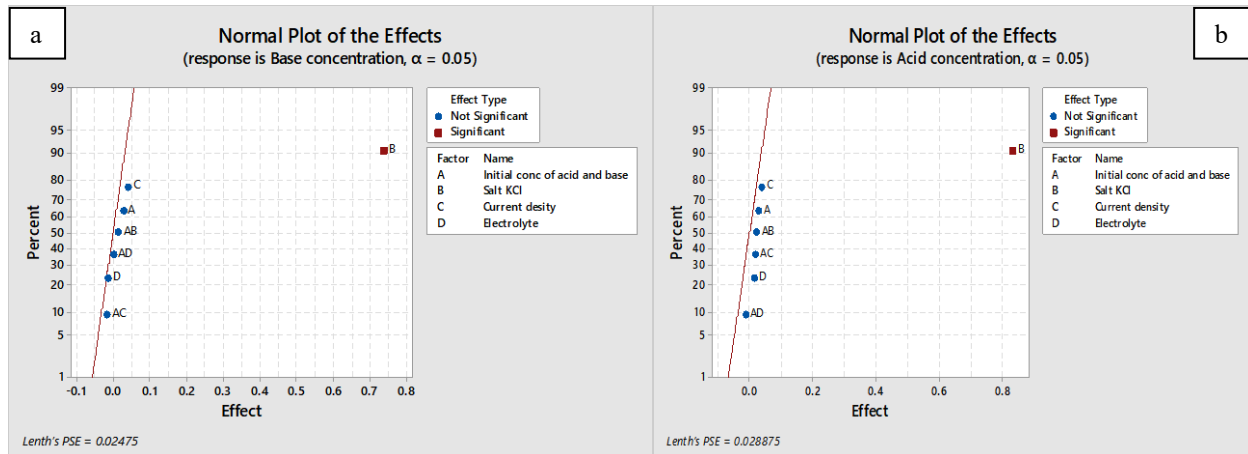 a
Normal Plot of the Effects
(response is Base concentration, α = 0.05)
99
95
90
80
70
60
50
40
30
20
10
5
1
Percent
B
C
A
AB
AD
D
AC
-0.1 0.0 0.1 0.2 0.3 0.4 0.5 0.6 0.7 0.8
Effect
Effect Type
Not Significant
Significant
Factor Name
A Initial conc of acid and base
B Salt KCl
C Current desity
D Electrolyte
Lenth's PSE = 0.02475
b
Normal Plot of the Effects
(response is Acid concentration, α = 0.05)
99
95
90
80
70
60
50
40
30
20
10
5
1
Percent
B
C
A
AB
AC
D
AD
0.0 0.2 0.4 0.6 0.8
Effect
Effect Type
Not Significant
Significant
Factor Name
A Initial conc of acid and base
B Salt KCl
C Current density
D Electrolyte
Lenth's PSE = 0.028875